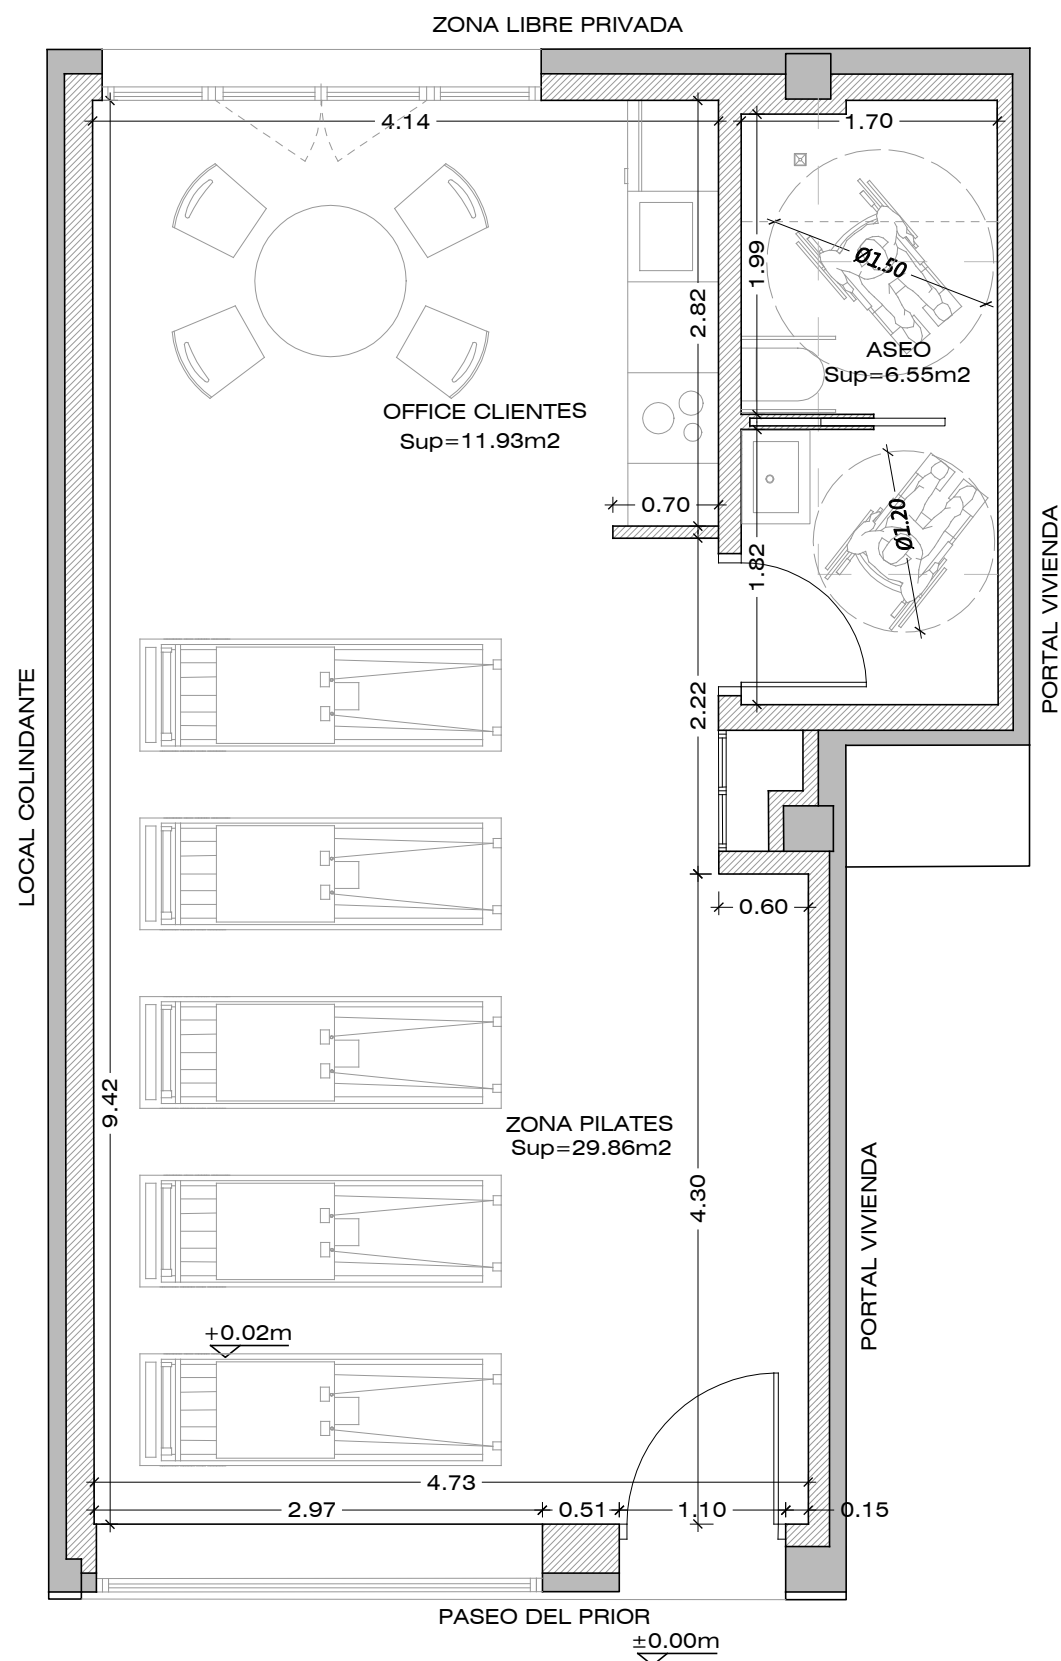 ZONA LIBRE PRIVADA
4.14
1.70
1.99
Ø1.50
2.82
ASEO
Sup=6.55m2
OFFICE CLIENTES
Sup=11.93m2
0.70
Ø1.20
1.82
PORTAL VIVIENDA
2.22
LOCAL COLINDANTE
0.60
9.42
ZONA PILATES
Sup=29.86m2
4.30
PORTAL VIVIENDA
+0.02m
4.73
2.97
0.51
1.10
0.15
PASEO DEL PRIOR
±0.00m